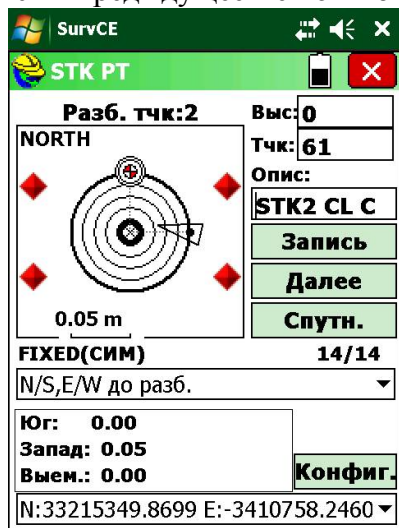 SurvCE
STK PT
Разб. тчк:2
Выс: 0
NORTH
Тчк: 61
Опис:
STK2 CL C
Запись
Далее
0.05 m
Спутн.
FIXED(СИМ) 14/14
N/S,E/W до разб.
Юг: 0.00
Запад: 0.05
Выем.: 0.00
Конфиг.
N:33215349.8699 E:-3410758.2460